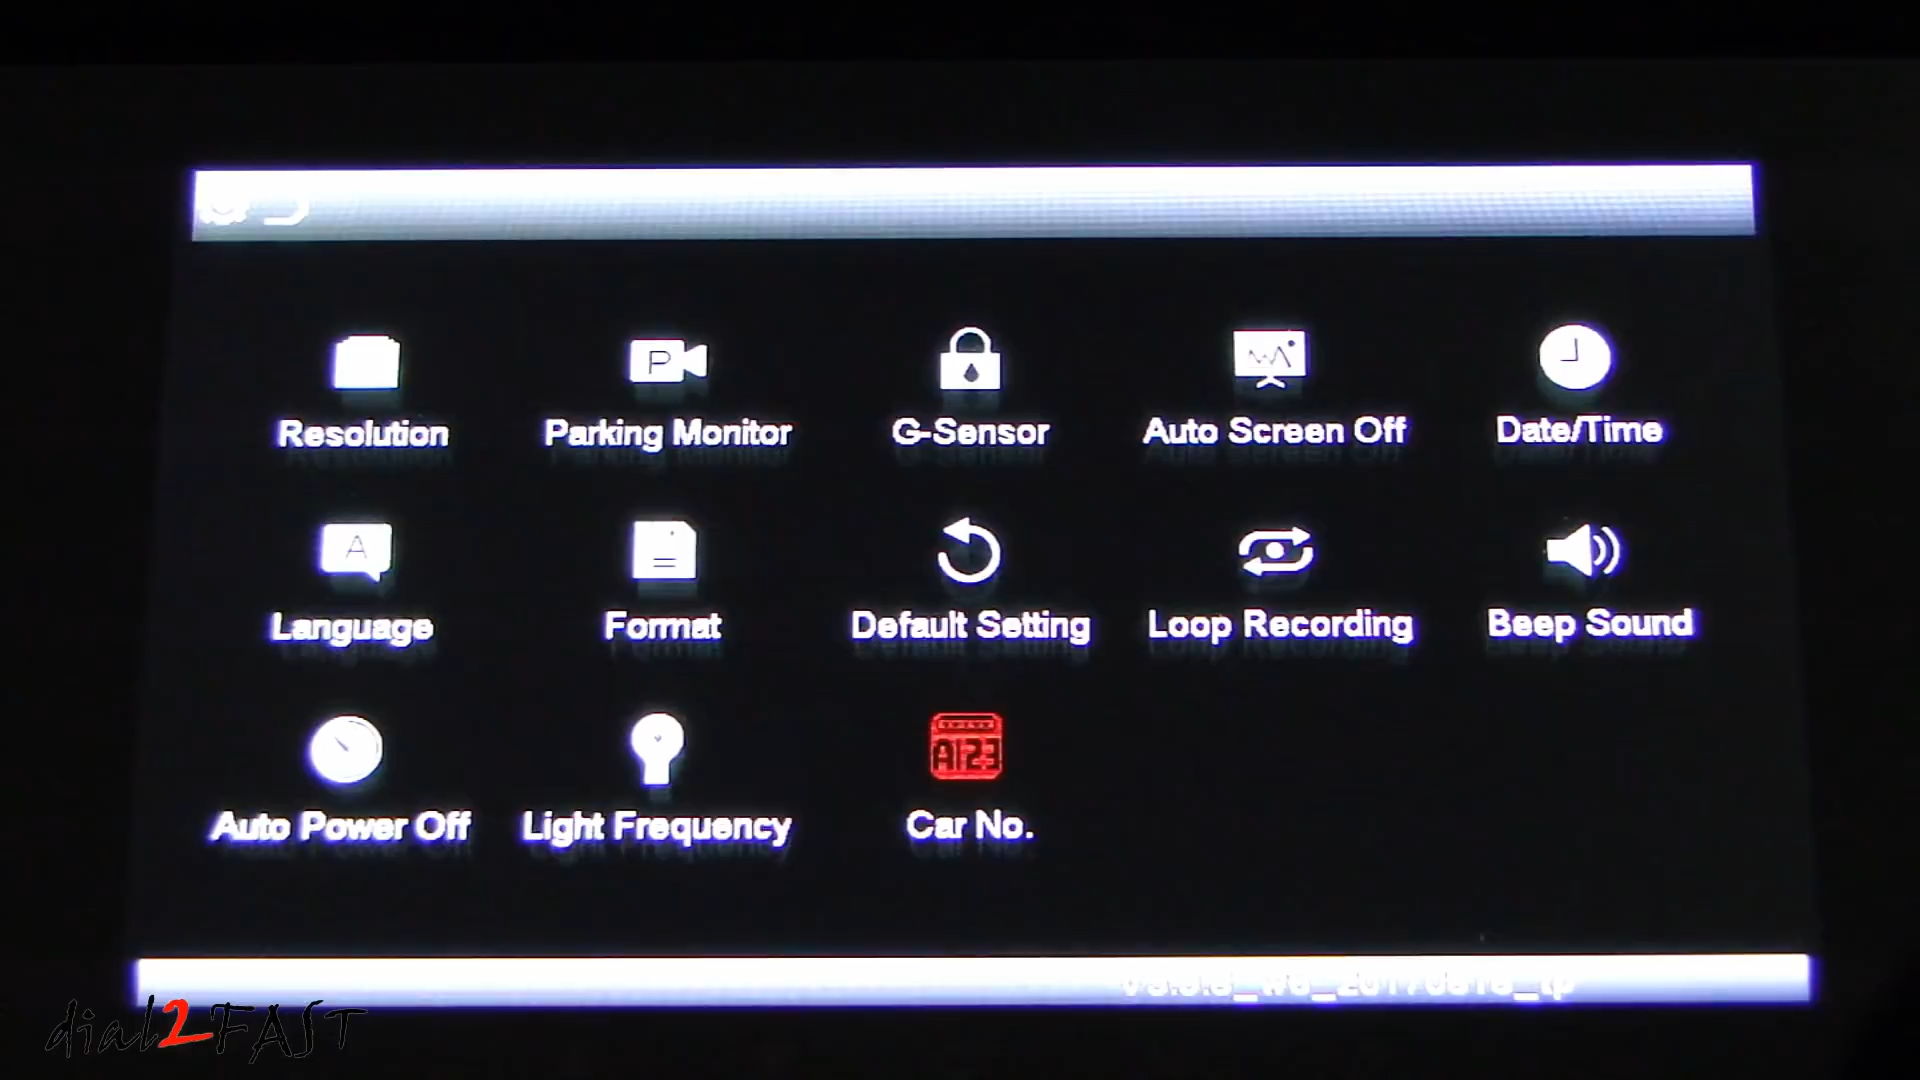 Resolution
Parking Monitor
G-Sensor
Auto Screen Off
Date/Time
Language
Format
Default Setting
Loop Recording
Beep Sound
Auto Power Off
Light Frequency
A123
Car No.
dial2FAST